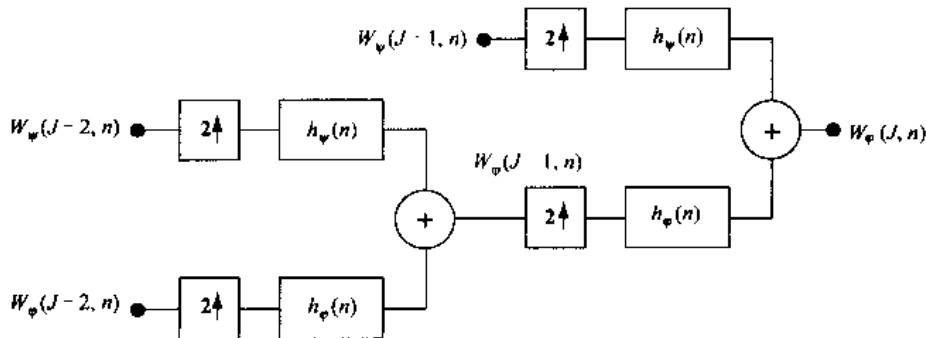 W_ψ(J - 1, n)
2↑
h_ψ(n)
W_ψ(J - 2, n)
2↑
h_ψ(n)
+
W_φ(J, n)
W_φ(J  1, n)
+
2↑
h_φ(n)
W_φ(J - 2, n)
2↑
h_φ(n)